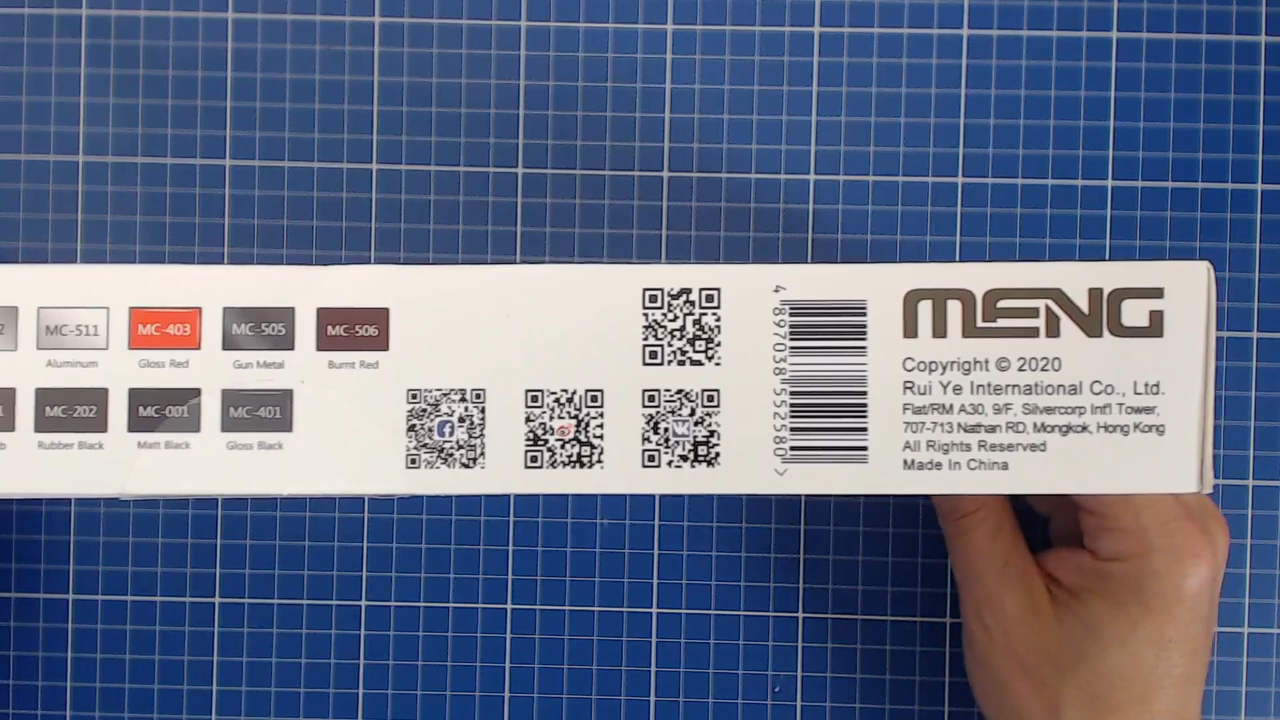 2
MC-511
MC-403
MC-505
MC-506
Aluminum
Gloss Red
Gun Metal
Burnt Red
MC-202
MC-001
MC-401
b
Rubber Black
Matt Black
Gloss Black
4 897038 552580 >
MENG
Copyright © 2020
Rui Ye International Co., Ltd.
Flat/RM A30, 9/F, Silvercorp Int'l Tower,
707-713 Nathan RD, Mongkok, Hong Kong
All Rights Reserved
Made In China